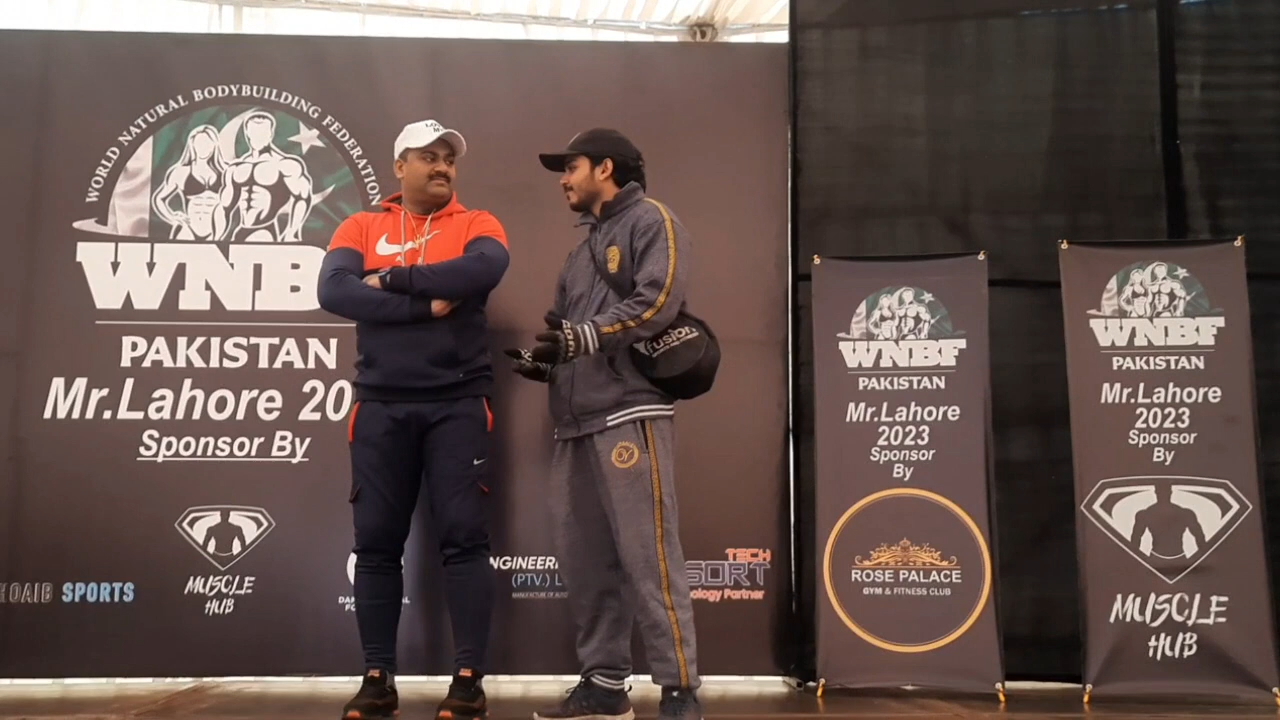 WORLD NATURAL BODYBUILDING FEDERATION
WNB
PAKISTAN
Mr.Lahore 20
Sponsor By
MUSCLE
HUB
OAIB SPORTS
NGINEER
(PTV.) L
TECH
SORT
ology Partner
fusion
WNBF
PAKISTAN
Mr.Lahore
2023
Sponsor
By
ROSE PALACE
GYM & FITNESS CLUB
WNBF
PAKISTAN
Mr.Lahore
2023
Sponsor
By
MUSCLE
HUB